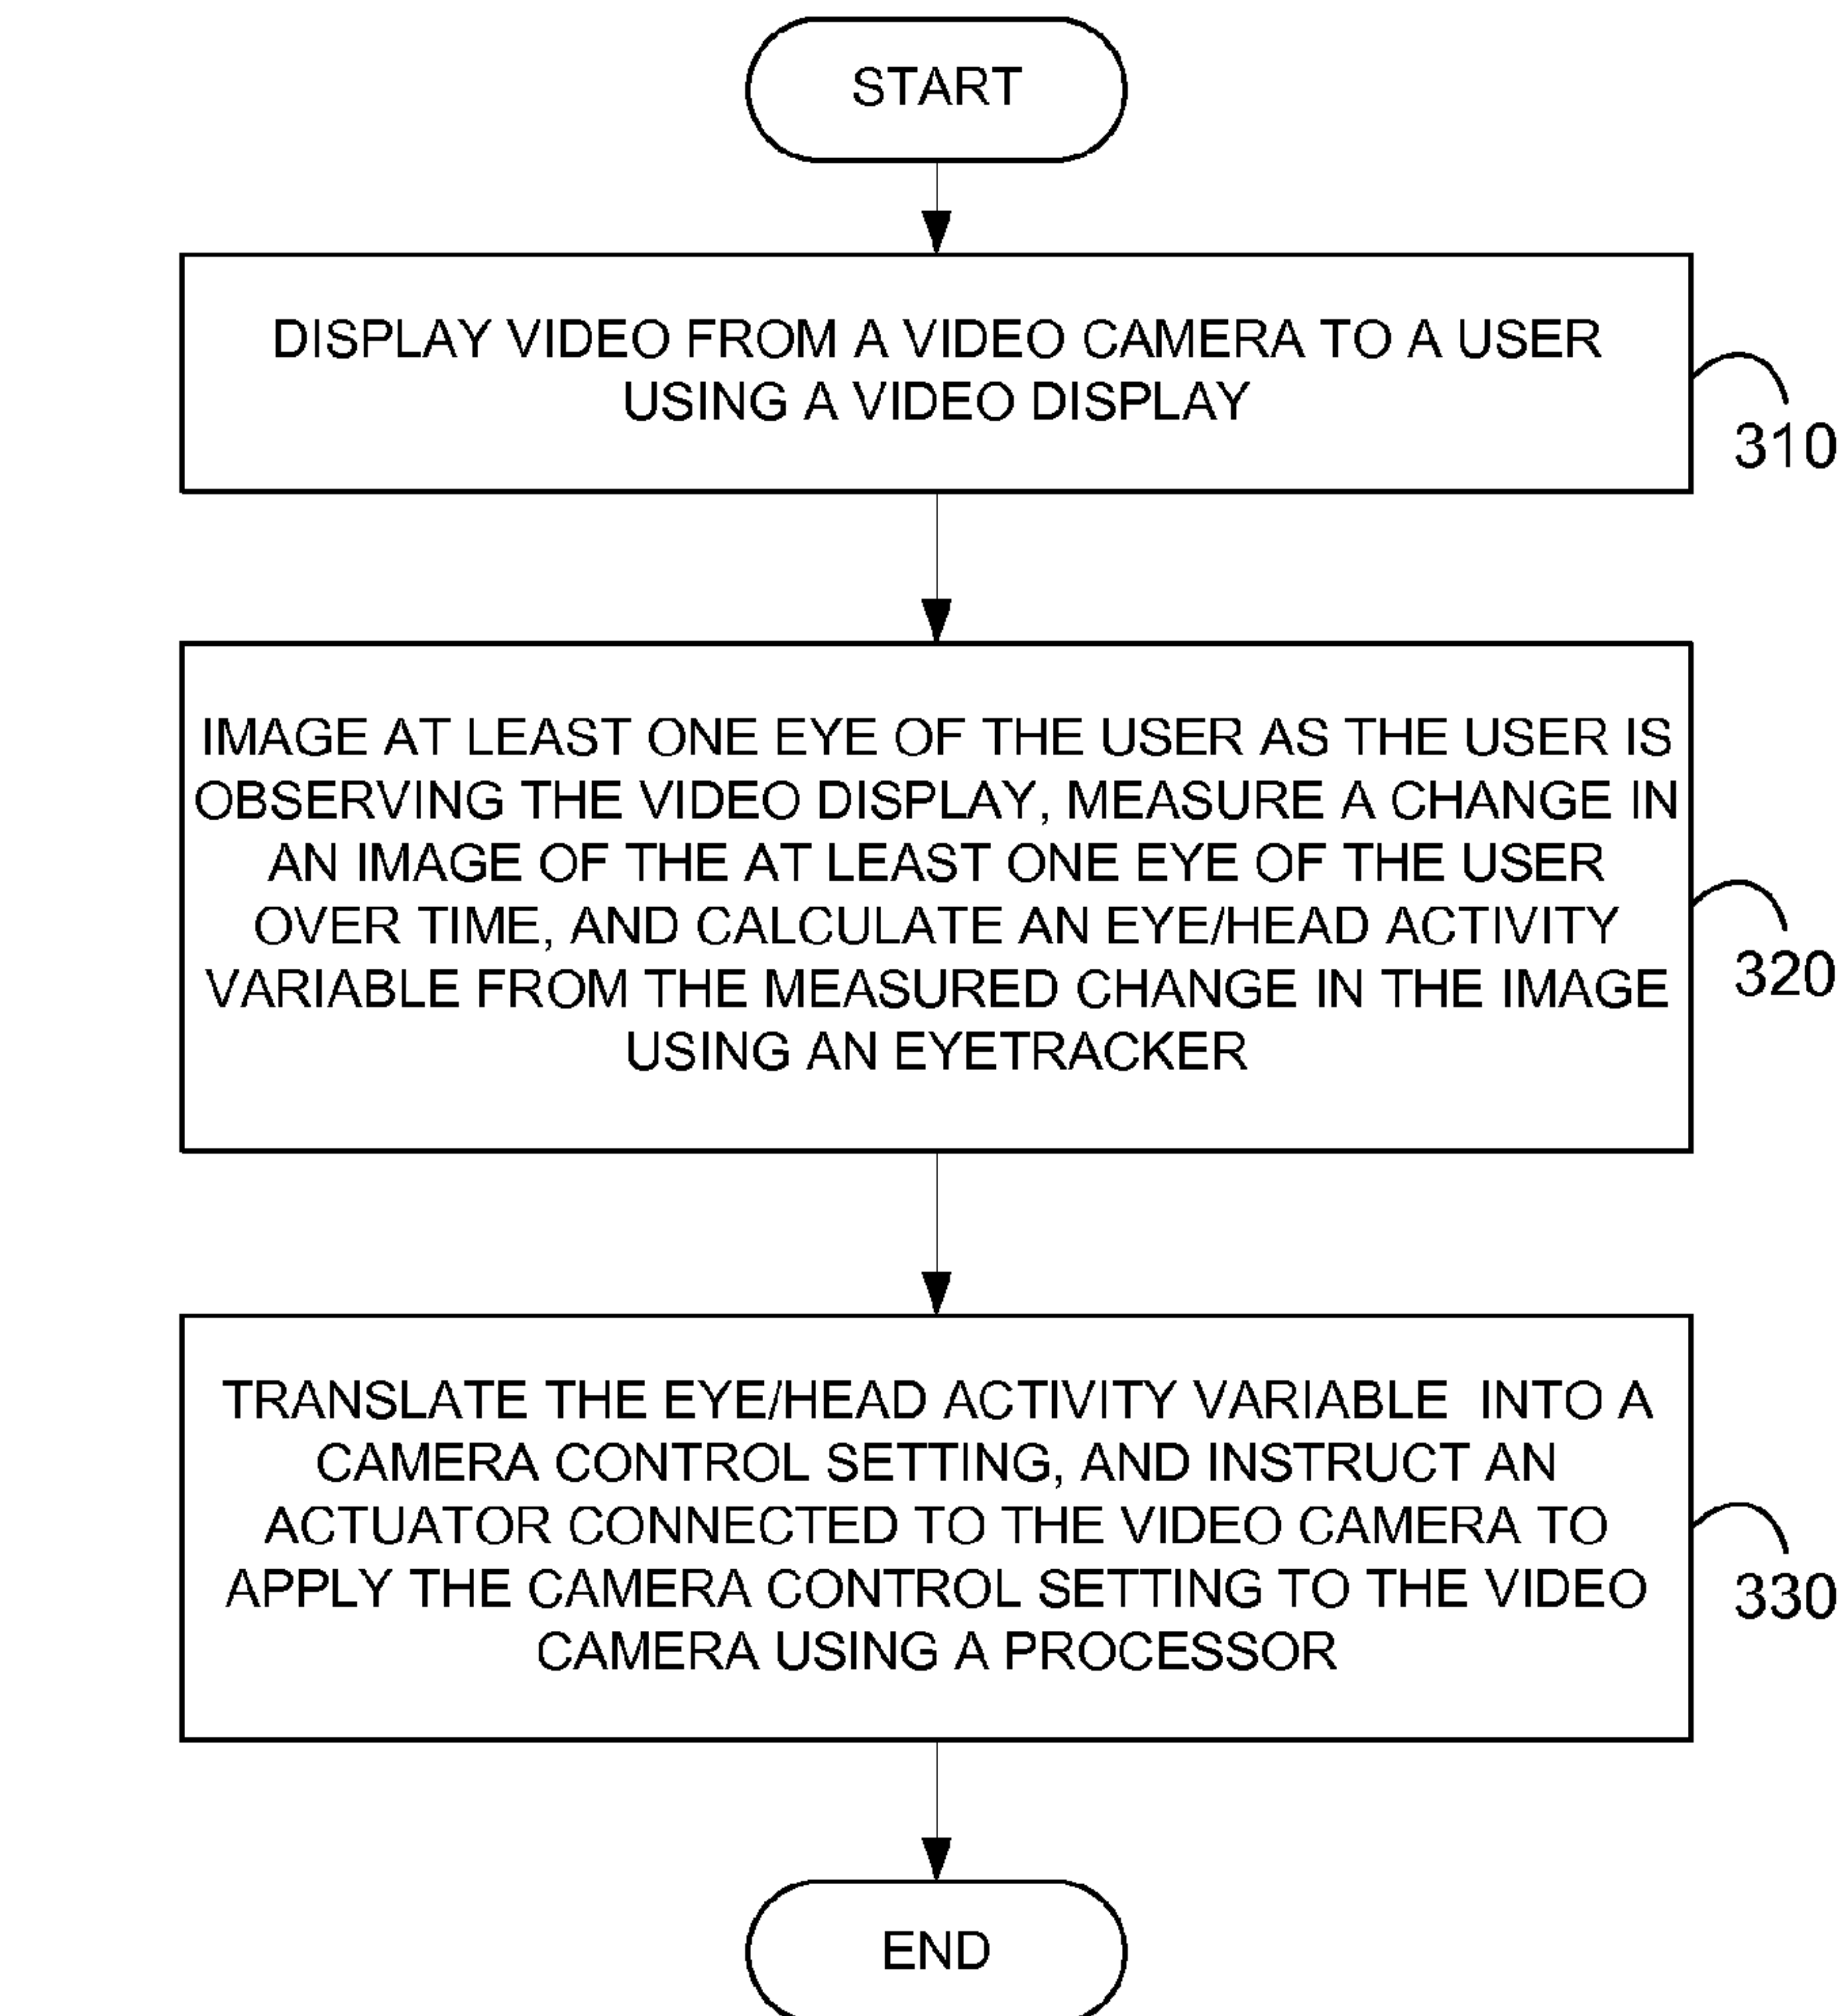 START
DISPLAY VIDEO FROM A VIDEO CAMERA TO A USER
USING A VIDEO DISPLAY
310
IMAGE AT LEAST ONE EYE OF THE USER AS THE USER IS
OBSERVING THE VIDEO DISPLAY, MEASURE A CHANGE IN
AN IMAGE OF THE AT LEAST ONE EYE OF THE USER
OVER TIME, AND CALCULATE AN EYE/HEAD ACTIVITY
VARIABLE FROM THE MEASURED CHANGE IN THE IMAGE
USING AN EYETRACKER
320
TRANSLATE THE EYE/HEAD ACTIVITY VARIABLE INTO A
CAMERA CONTROL SETTING, AND INSTRUCT AN
ACTUATOR CONNECTED TO THE VIDEO CAMERA TO
APPLY THE CAMERA CONTROL SETTING TO THE VIDEO
CAMERA USING A PROCESSOR
330
END